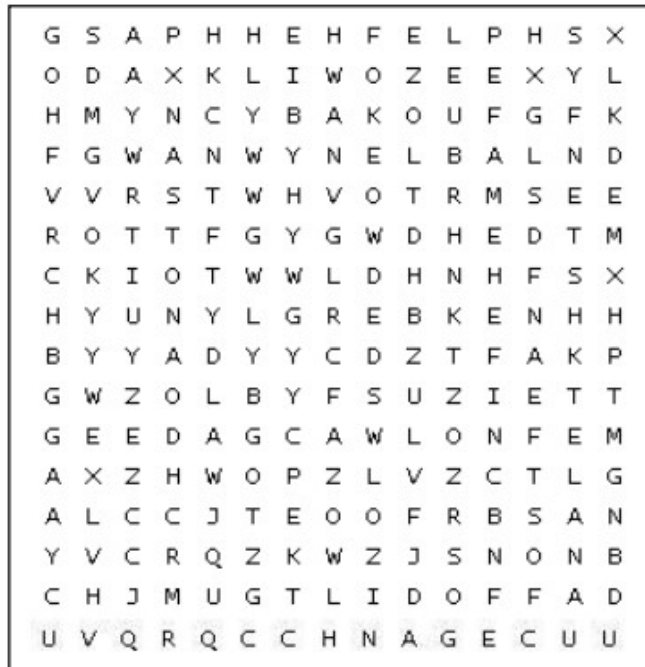 G S A P H H E H F E L P H S X
O D A X K L I W O Z E E X Y L
H M Y N C Y B A K O U F G F K
F G W A N W Y N E L B A L N D
V V R S T W H V O T R M S E E
R O T T F G Y G W D H E D T M
C K I O T W W L D H N H F S X
H Y U N Y L G R E B K E N H H
B Y Y A D Y Y C D Z T F A K P
G W Z O L B Y F S U Z I E T T
G E E D A G C A W L O N F E M
A X Z H W O P Z L V Z C T L G
A L C C J T E O O F R B S A N
Y V C R Q Z K W Z J S N O N B
C H J M U G T L I D O F F A D
U V Q R Q C C H N A G E C U U